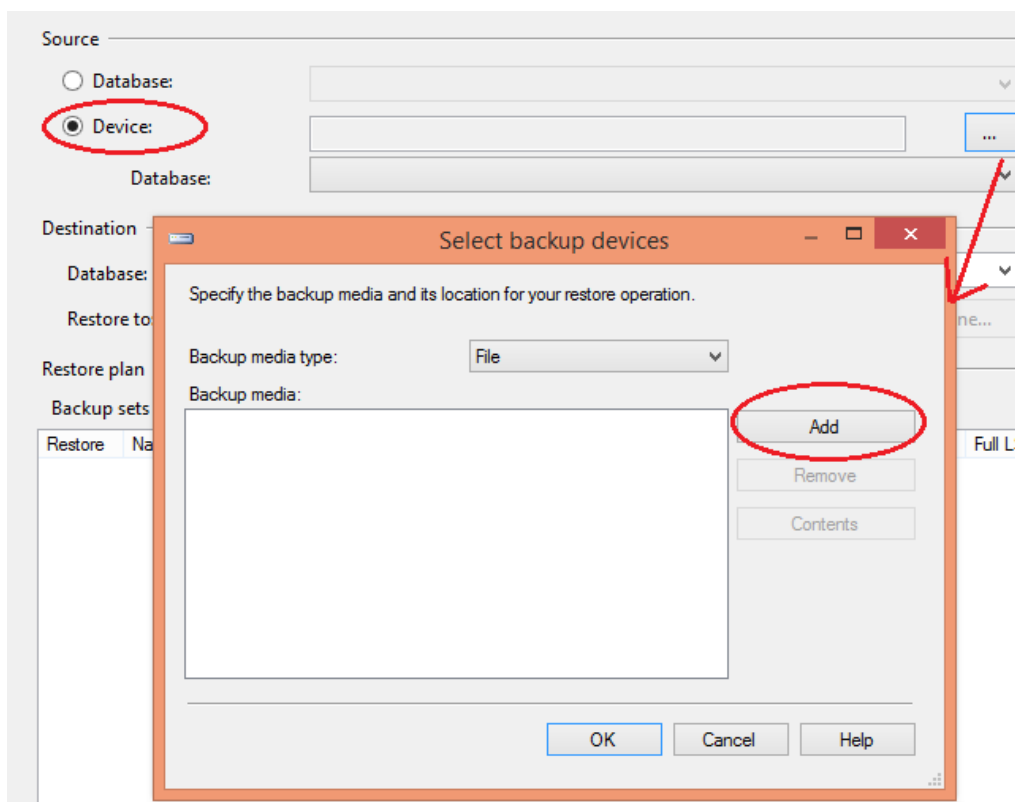 Source
Database:
Device:
...
Database:
Destination
Select backup devices
Database:
Specify the backup media and its location for your restore operation.
Restore to
ne...
Backup media type:
File
Restore plan
Backup media:
Backup sets
Add
Restore Na
Full L
Remove
Contents
OK
Cancel
Help